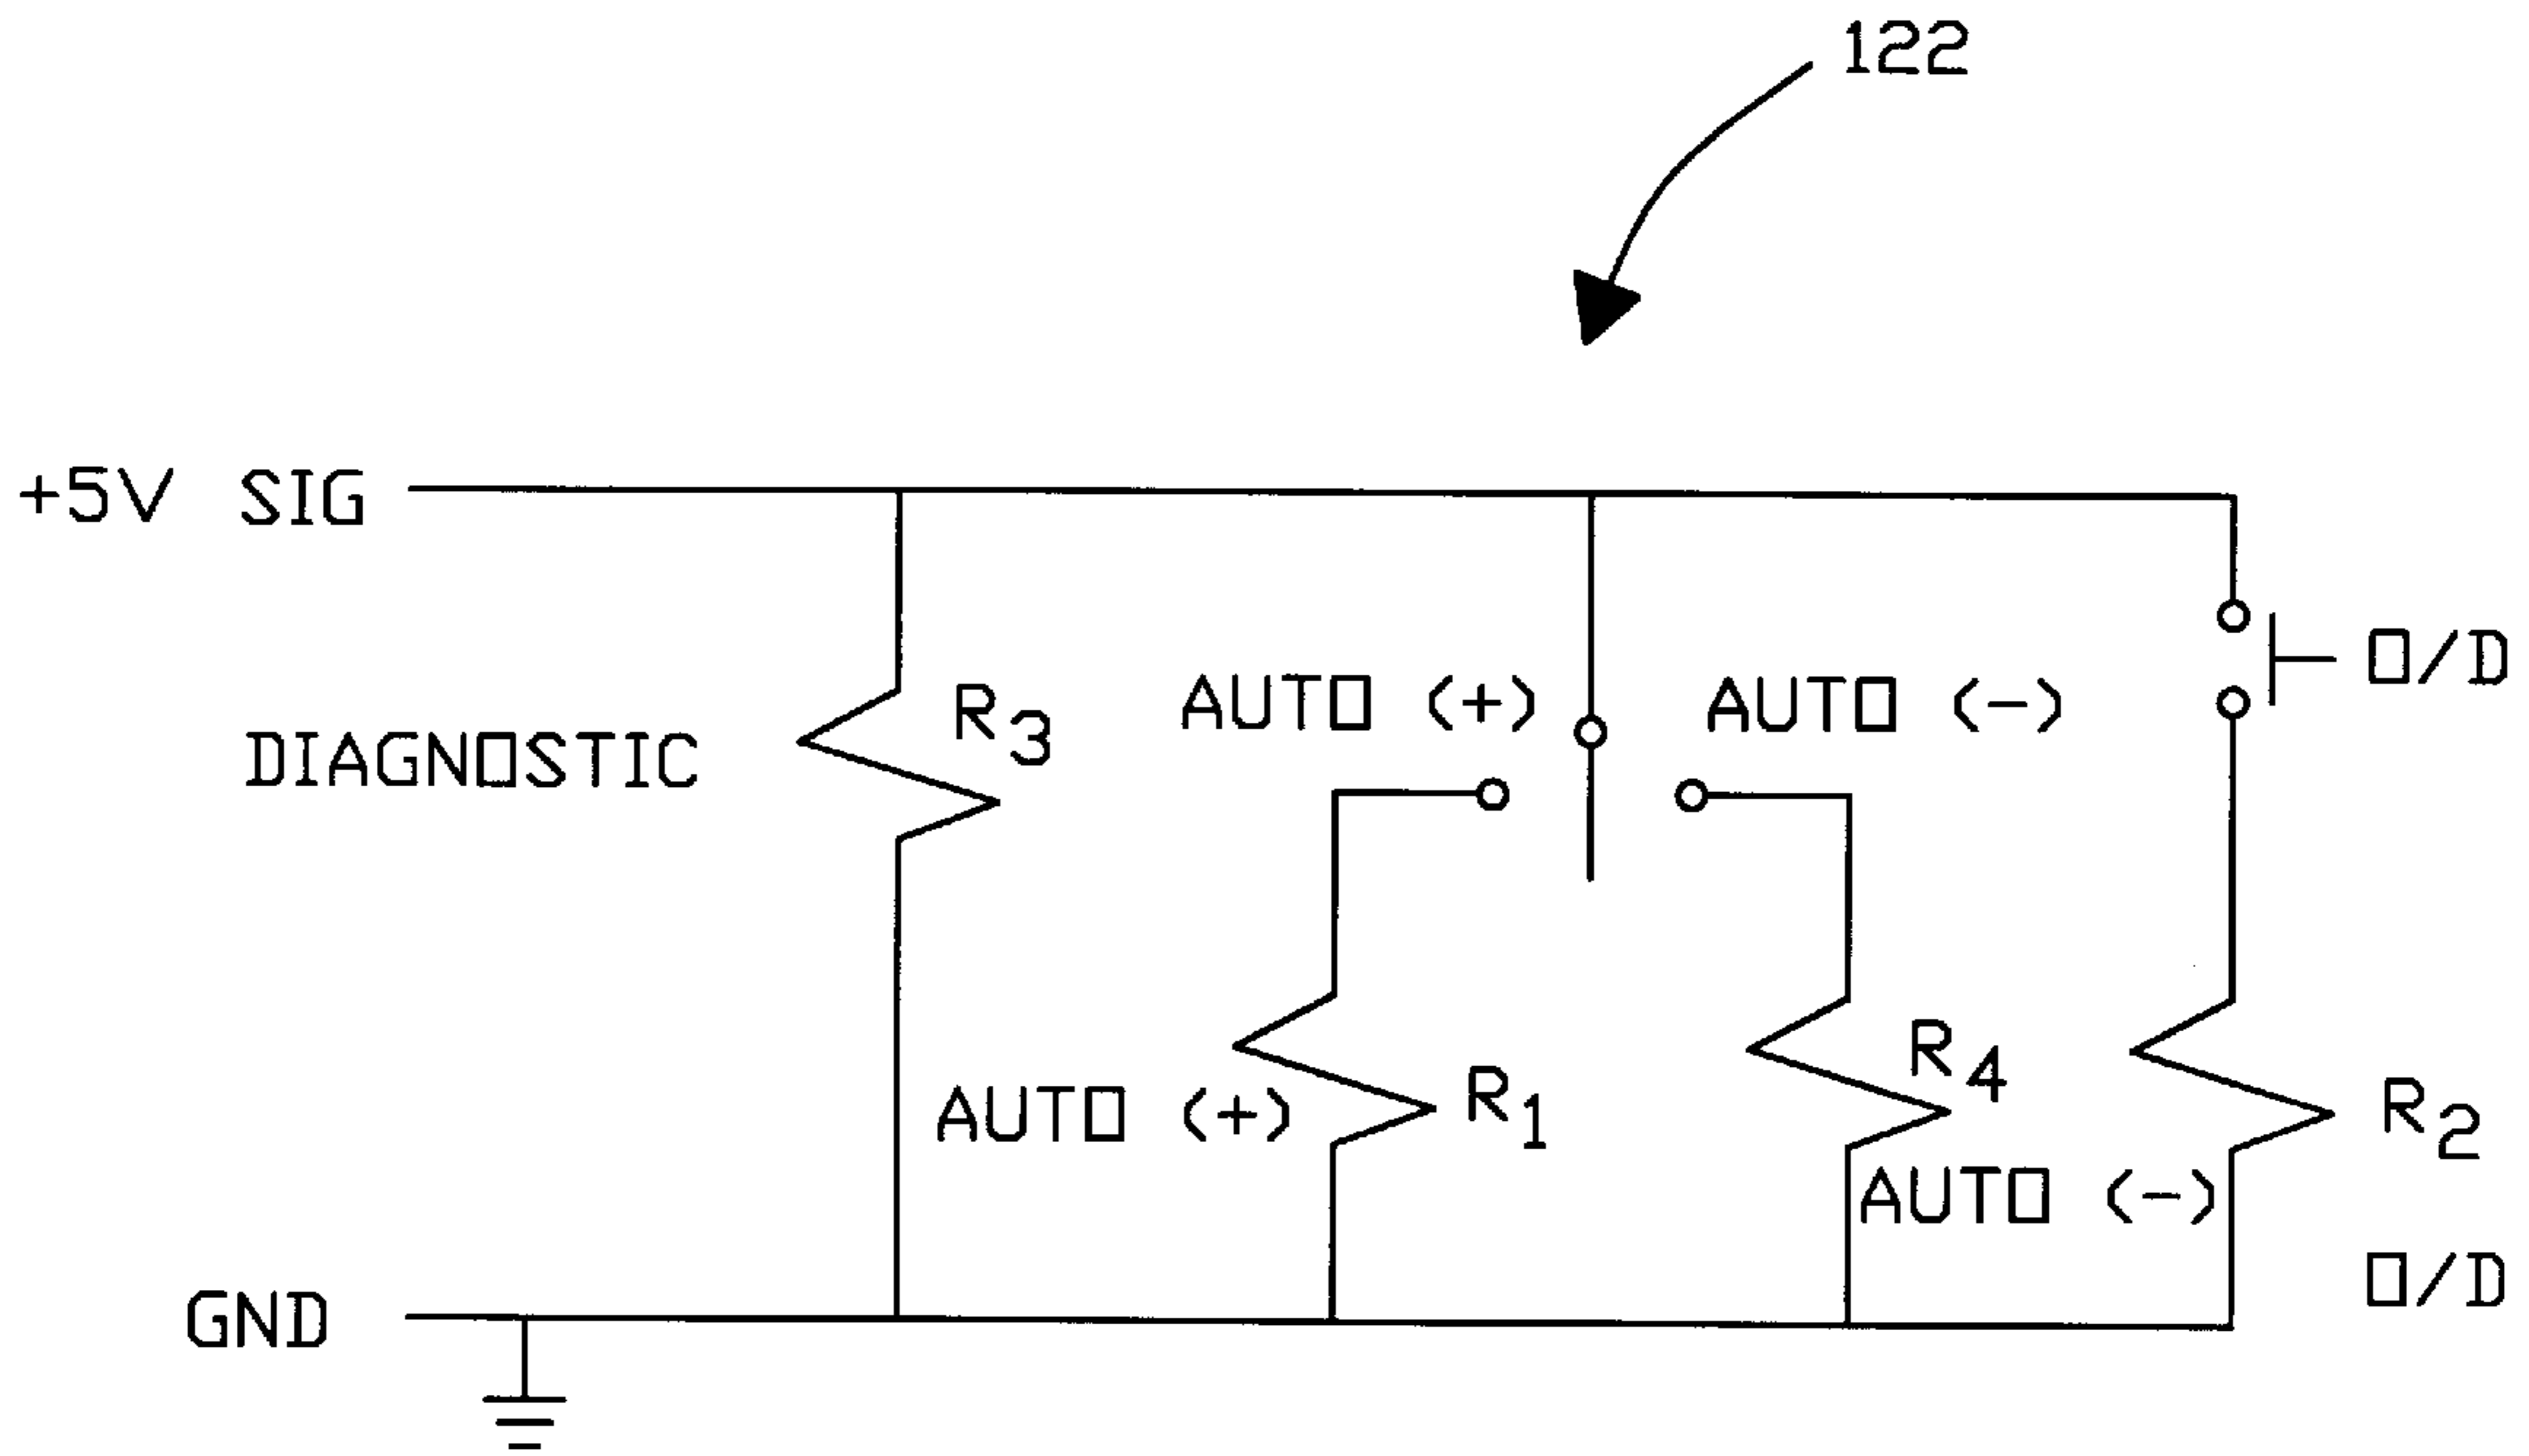 122
+5V SIG
DIAGNOSTIC
R3
AUTO (+)
AUTO (-)
O/D
AUTO (+)
R1
R4
AUTO (-)
R2
O/D
GND